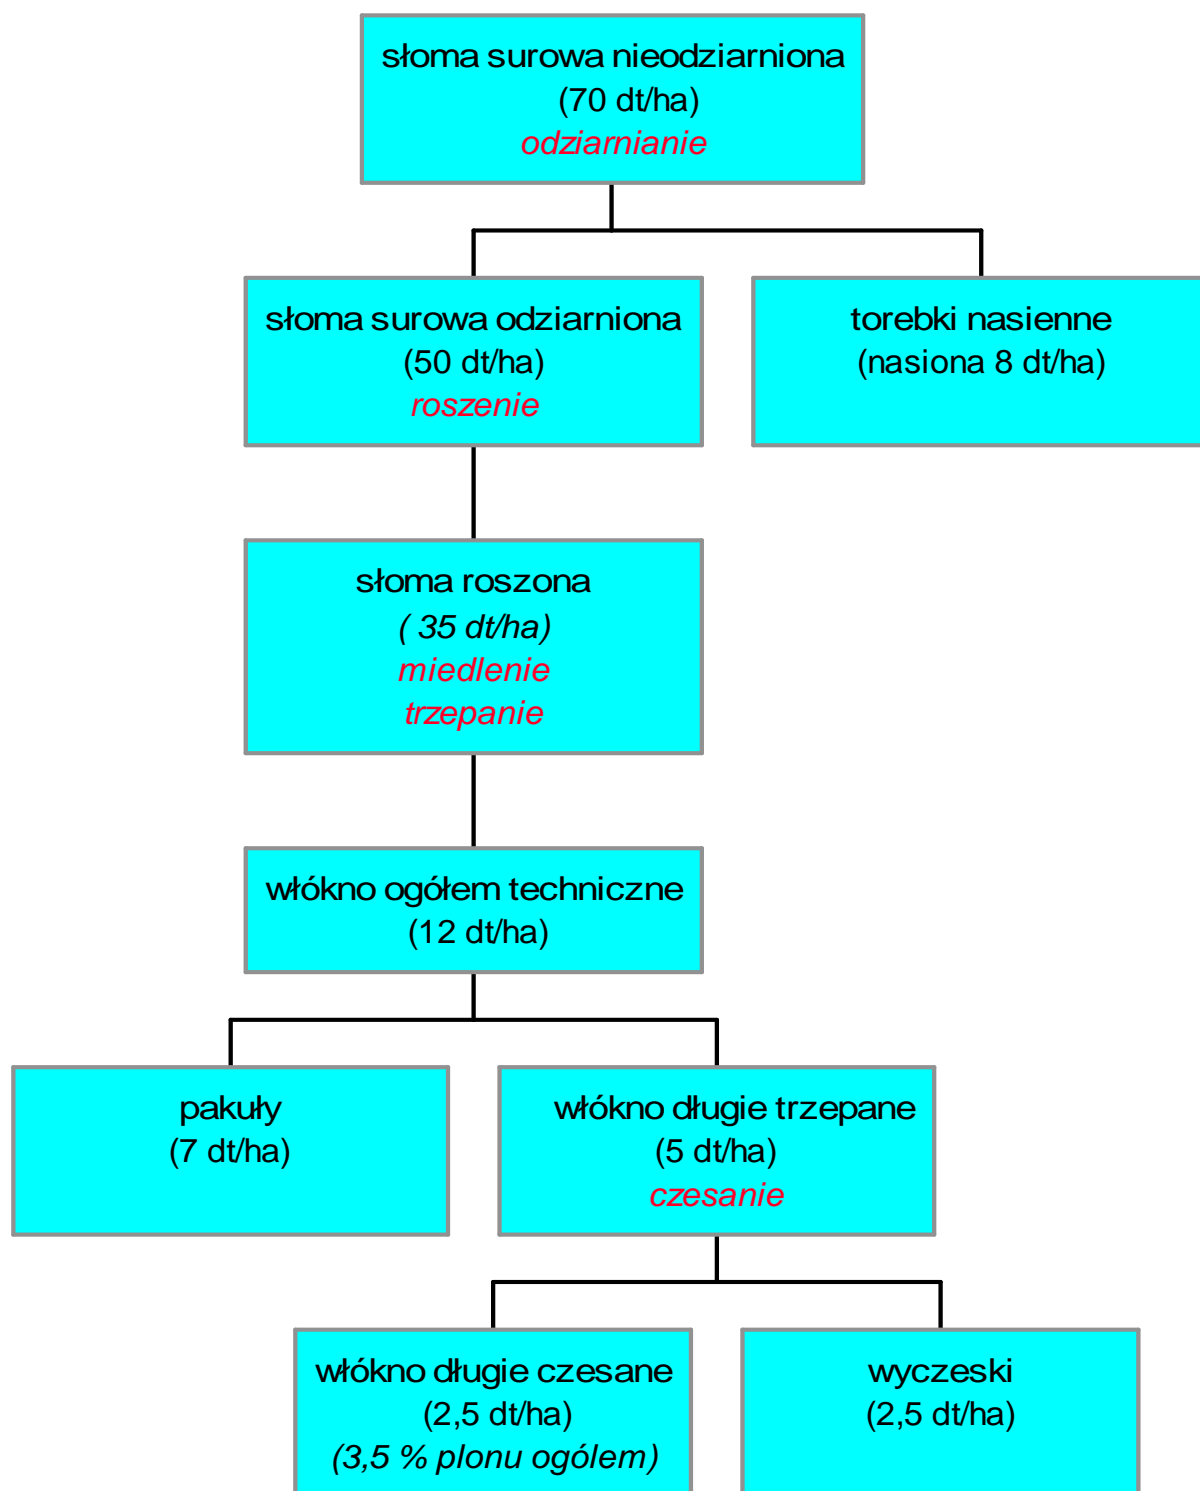 słoma surowa nieodziarniona
(70 dt/ha)
odziarnianie
słoma surowa odziarniona
(50 dt/ha)
roszenie
torebki nasienne
(nasiona 8 dt/ha)
słoma roszona
( 35 dt/ha)
miedlenie
trzepanie
włókno ogółem techniczne
(12 dt/ha)
pakuły
(7 dt/ha)
włókno długie trzepane
(5 dt/ha)
czesanie
włókno długie czesane
(2,5 dt/ha)
(3,5 % plonu ogólem)
wyczeski
(2,5 dt/ha)